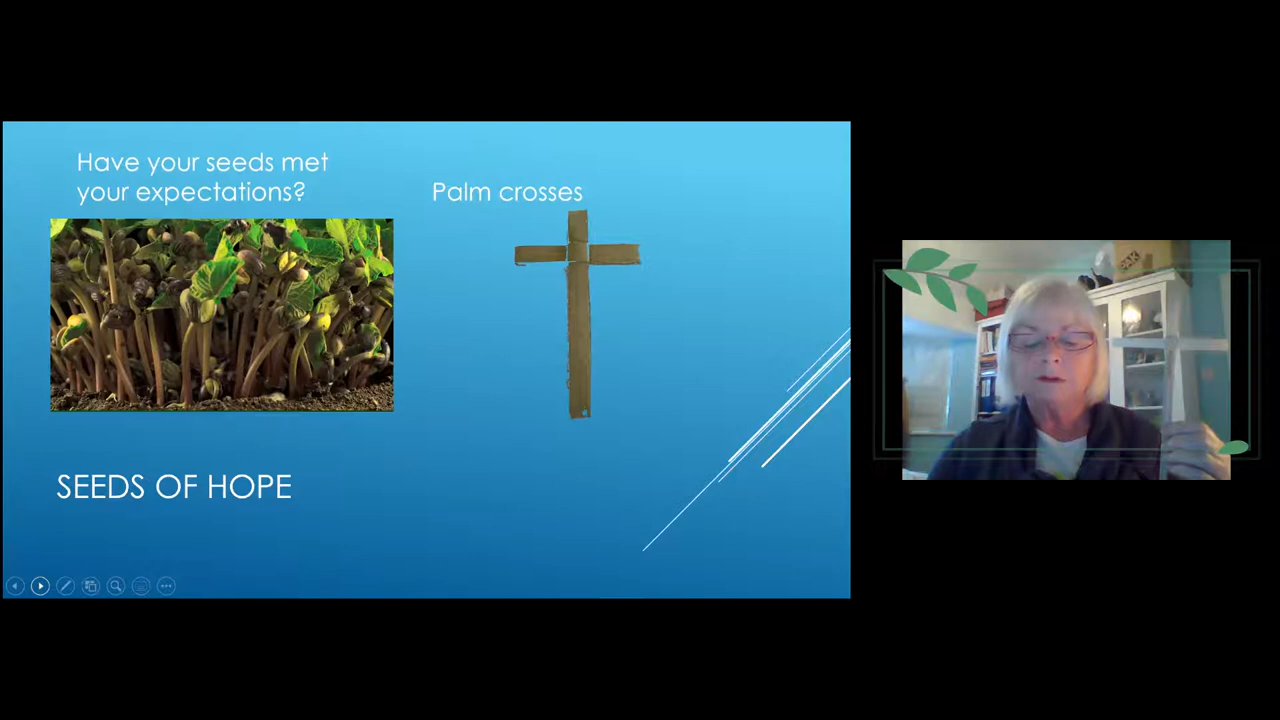 Have your seeds met
your expectations?
Palm crosses
SEEDS OF HOPE